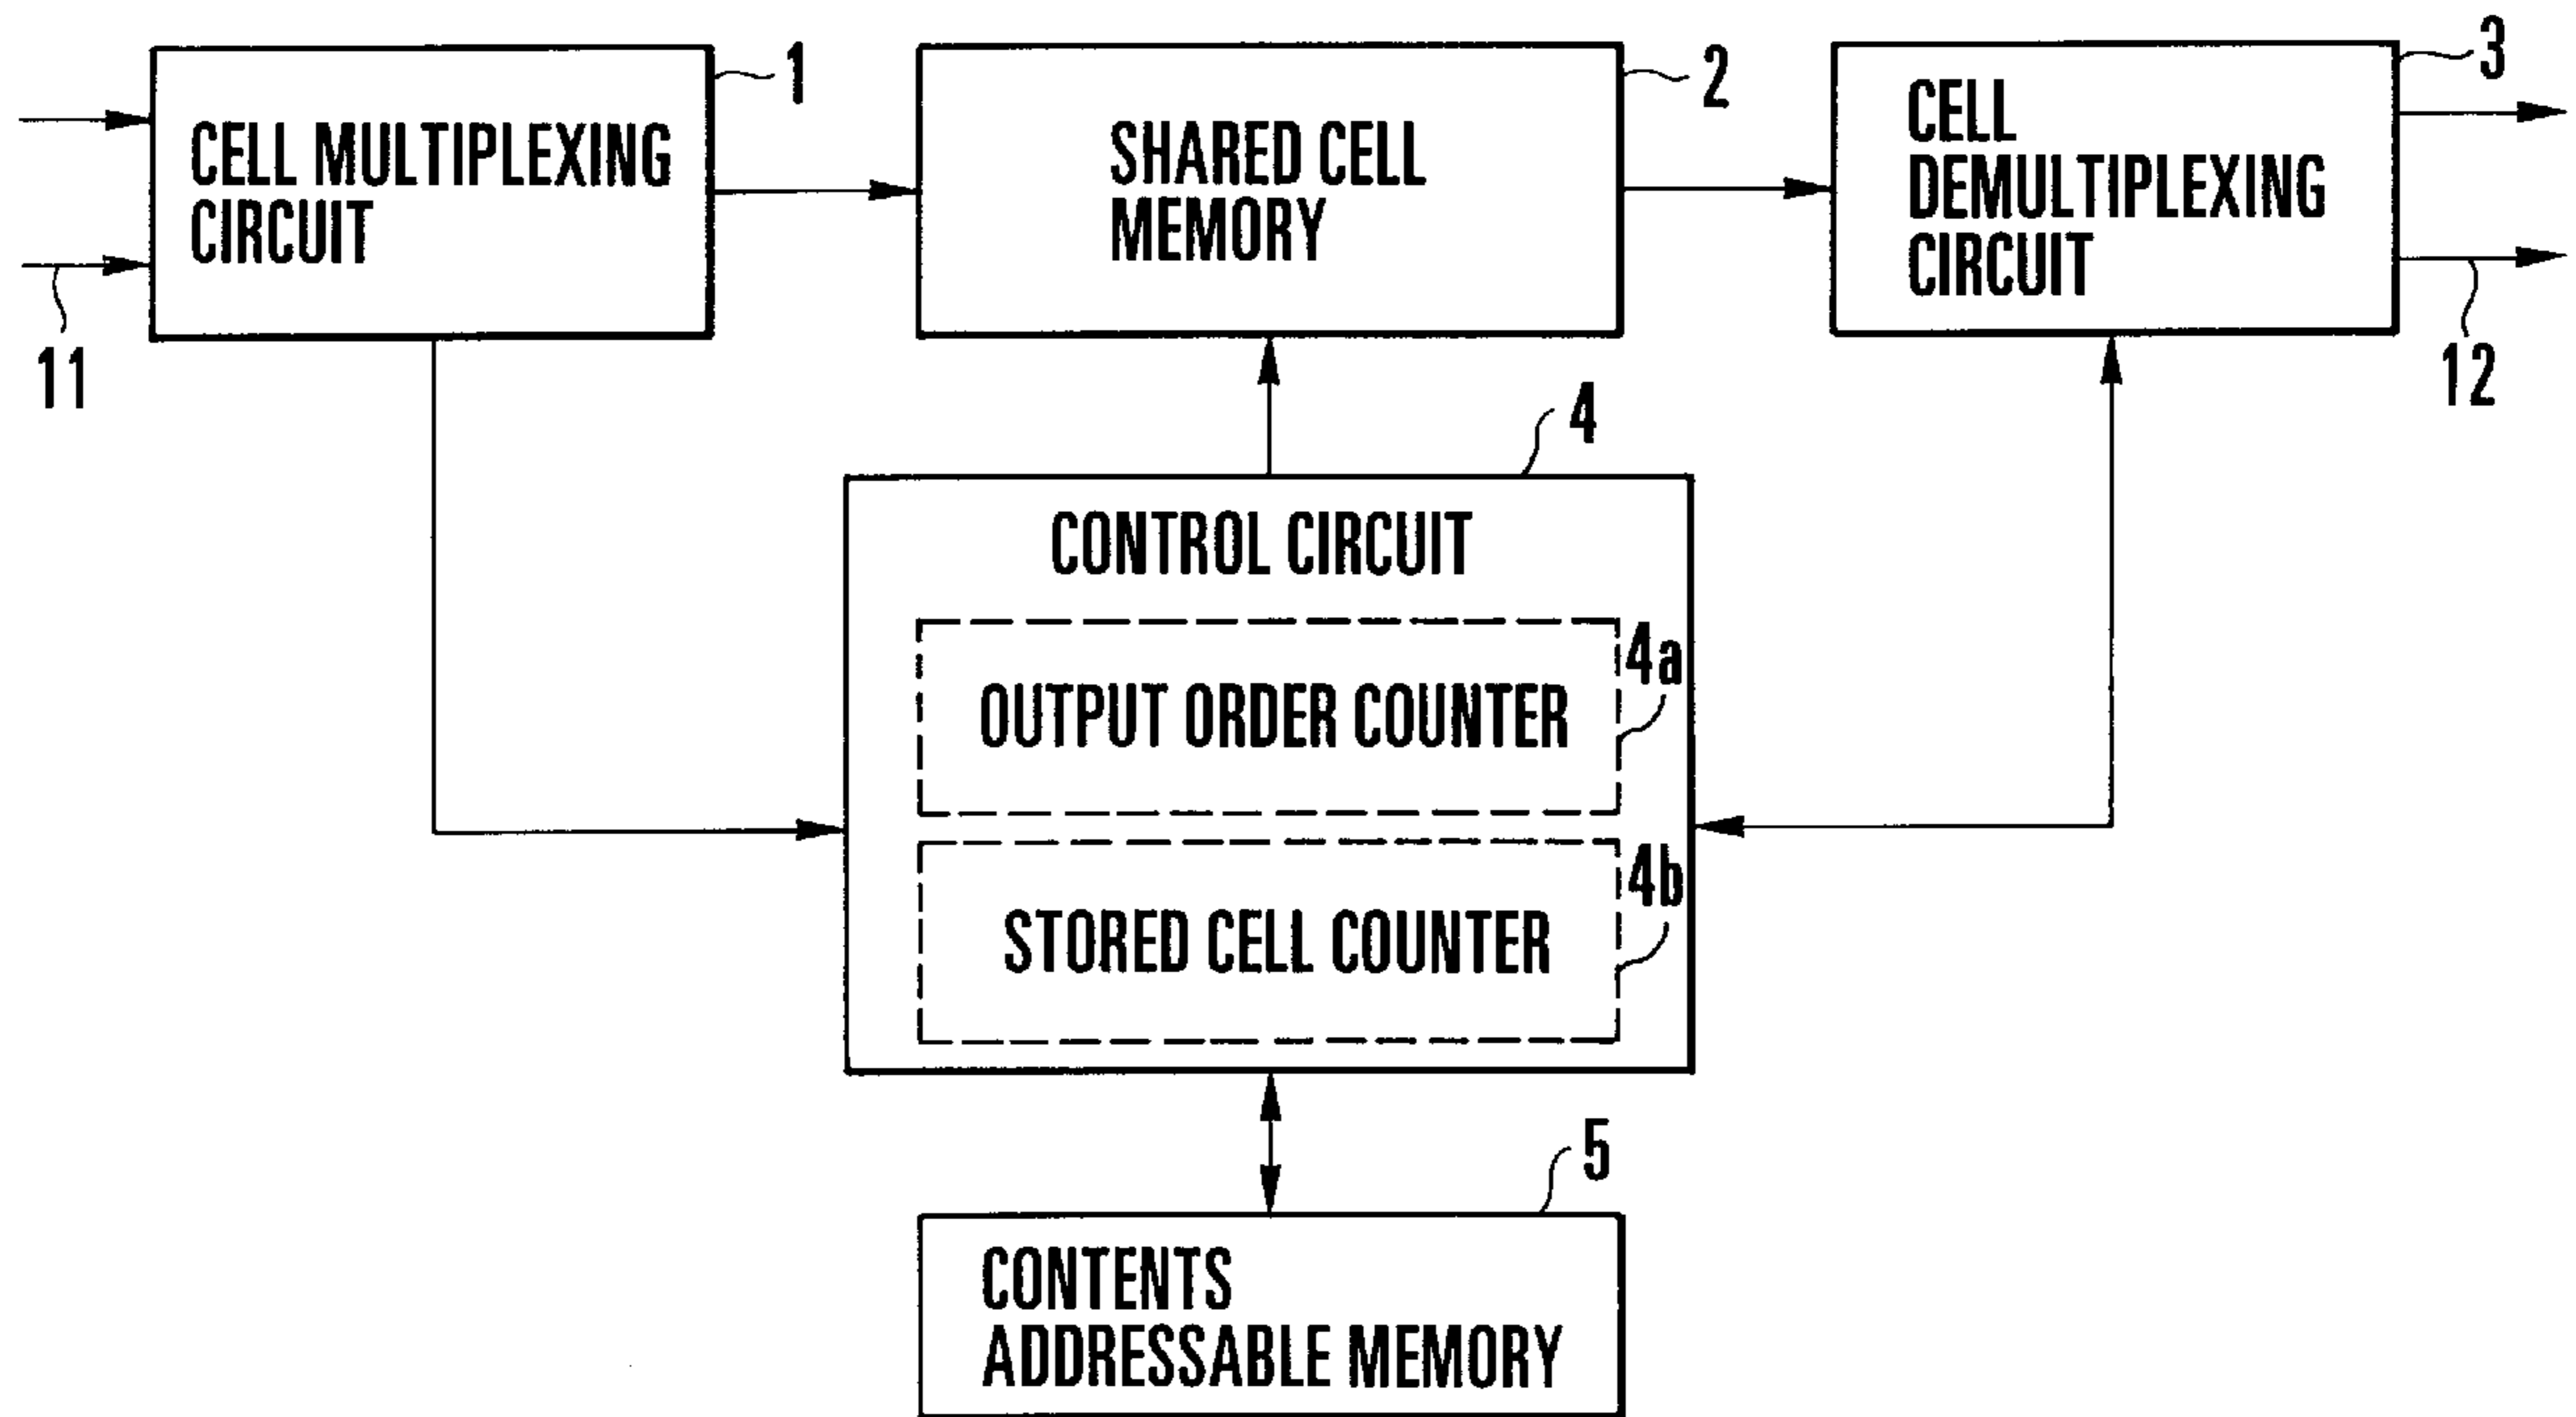 1
CELL MULTIPLEXING
CIRCUIT
11
2
SHARED CELL
MEMORY
3
CELL
DEMULTIPLEXING
CIRCUIT
12
4
CONTROL CIRCUIT
4a
OUTPUT ORDER COUNTER
4b
STORED CELL COUNTER
5
CONTENTS
ADDRESSABLE MEMORY